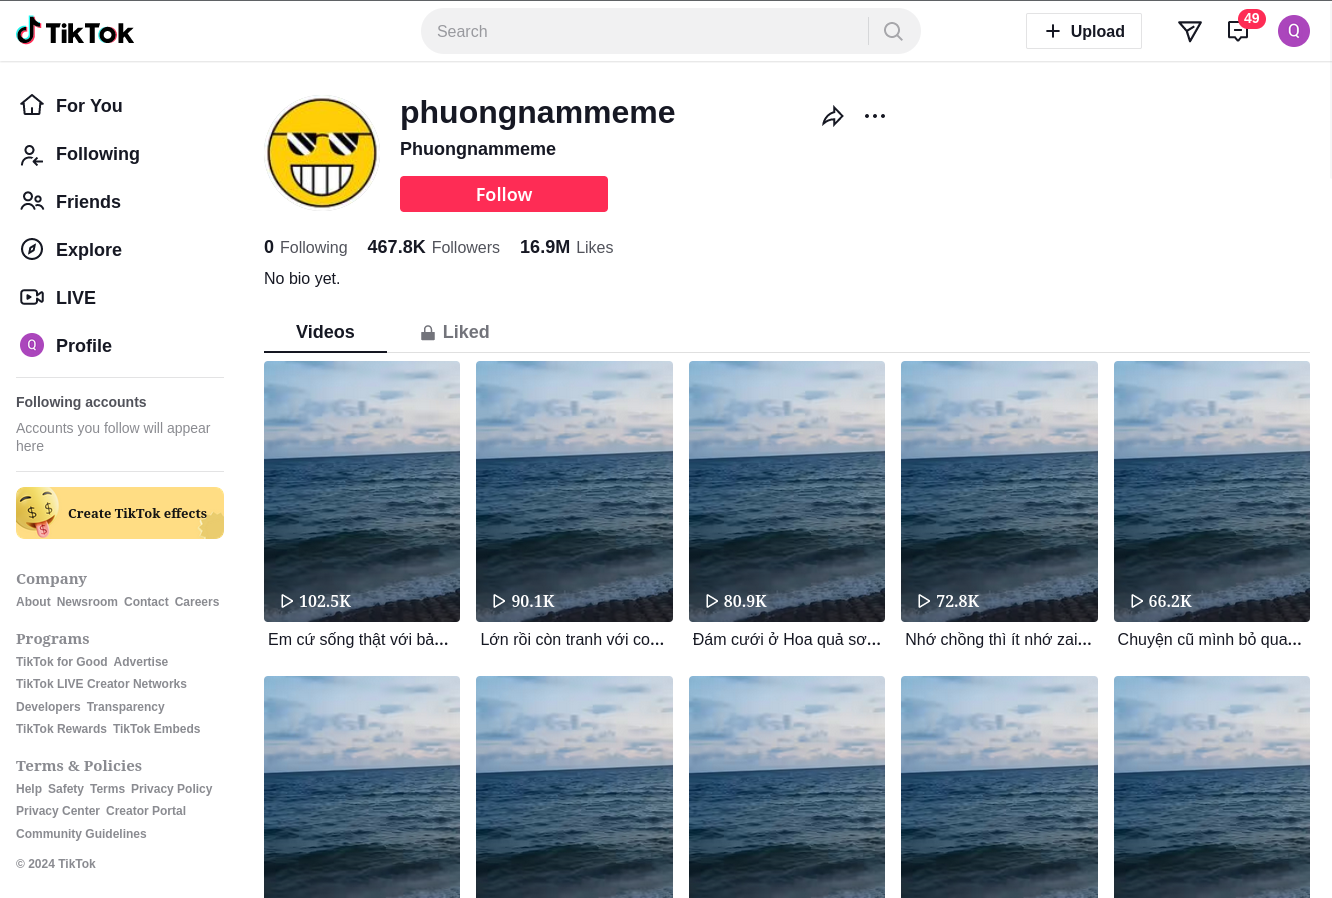 TikTok
Search
Upload
49
Q
For You
Following
Friends
Explore
LIVE
Q Profile
Following accounts
Accounts you follow will appear
here
Create TikTok effects
Company
About Newsroom Contact Careers
Programs
TikTok for Good Advertise
TikTok LIVE Creator Networks
Developers Transparency
TikTok Rewards TikTok Embeds
Terms & Policies
Help Safety Terms Privacy Policy
Privacy Center Creator Portal
Community Guidelines
© 2024 TikTok
phuongnammeme
Phuongnammeme
Follow
0 Following 467.8K Followers 16.9M Likes
No bio yet.
Videos Liked
102.5K 90.1K 80.9K 72.8K 66.2K
Em cứ sống thật với bả... Lớn rồi còn tranh với co... Đám cưới ở Hoa quả sơ... Nhớ chồng thì ít nhớ zai... Chuyện cũ mình bỏ qua...